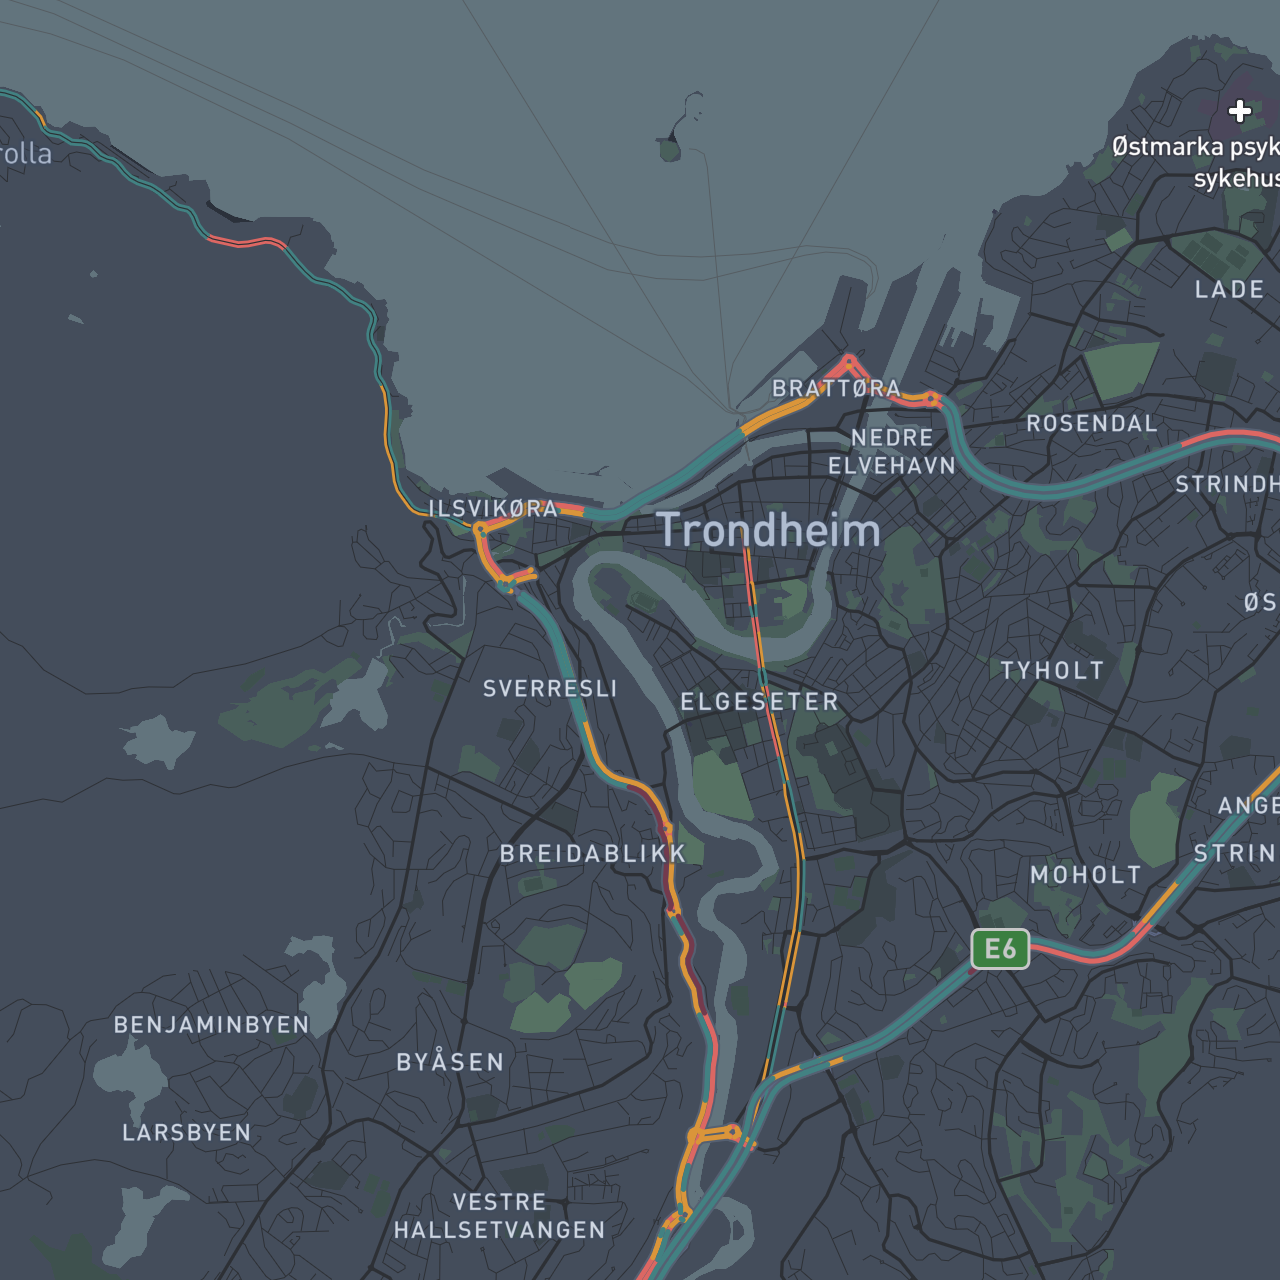 Østmarka psyk
sykehus
rolla
LADE
BRATTØRA
ROSENDAL
NEDRE
ELVEHAVN
STRINDH
ILSVIKØRA
Trondheim
ØS
TYHOLT
SVERRESLI
ELGESETER
ANGE
BREIDABLIKK
STRIN
MOHOLT
E6
BENJAMINBYEN
BYÅSEN
LARSBYEN
VESTRE
HALLSETVANGEN